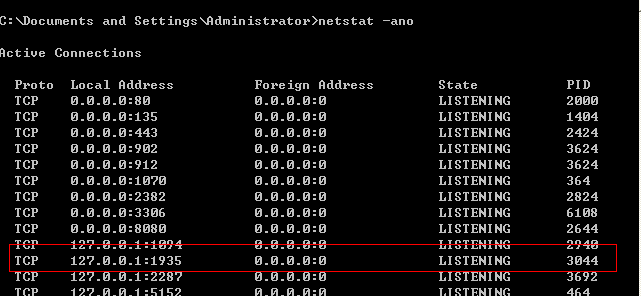 C:\Documents and Settings\Administrator>netstat -ano
Active Connections
Proto Local Address Foreign Address State PID
TCP 0.0.0.0:80 0.0.0.0:0 LISTENING 2000
TCP 0.0.0.0:135 0.0.0.0:0 LISTENING 1404
TCP 0.0.0.0:443 0.0.0.0:0 LISTENING 2424
TCP 0.0.0.0:902 0.0.0.0:0 LISTENING 3624
TCP 0.0.0.0:912 0.0.0.0:0 LISTENING 3624
TCP 0.0.0.0:1070 0.0.0.0:0 LISTENING 364
TCP 0.0.0.0:2382 0.0.0.0:0 LISTENING 2824
TCP 0.0.0.0:3306 0.0.0.0:0 LISTENING 6108
TCP 0.0.0.0:8080 0.0.0.0:0 LISTENING 2644
TCP 127.0.0.1:1094 0.0.0.0:0 LISTENING 2940
TCP 127.0.0.1:1935 0.0.0.0:0 LISTENING 3044
TCP 127.0.0.1:2287 0.0.0.0:0 LISTENING 3692
TCP 127.0.0.1:5152 0.0.0.0:0 LISTENING 464